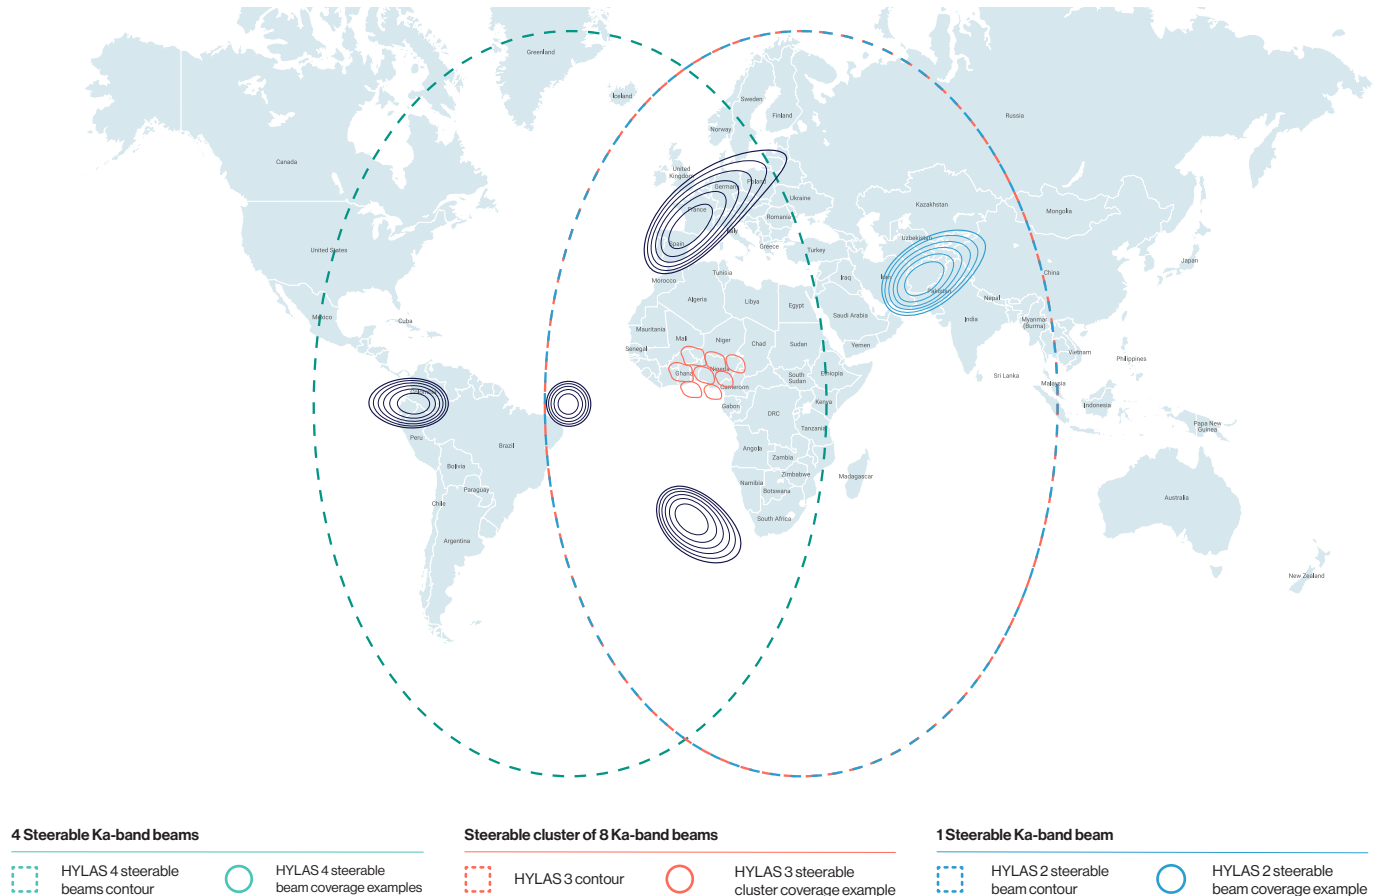 Greenland
Iceland
Sweden
Finland
Norway
Russia
Canada
United
Kingdom
Poland
Germany
Ukraine
Kazakhstan
France
Mongolia
Romania
Italy
Uzbekistan
Spain
Greece
United States
Turkey
Japan
Tunisia
China
Iraq
Iran
Morocco
Pakistan
Algeria
Libya
Egypt
Nepal
Mexico
Cuba
Saudi Arabia
India
Myanmar
(Burma)
Mauritania
Mali
Niger
Chad
Sudan
Yemen
Senegal
Vietnam
Philippines
Ghana
Nigeria
South
Sudan
Ethiopia
Sri Lanka
Malaysia
Colombia
Cameroon
Gabon
Kenya
Indonesia
DRC
Papua New
Guinea
Peru
Brazil
Tanzania
Angola
Zambia
Bolivia
Zimbabwe
Madagascar
Namibia
Botswana
Paraguay
Australia
Chile
South Africa
Argentina
New Zealand
4 Steerable Ka-band beams
HYLAS 4 steerable
beams contour
HYLAS 4 steerable
beam coverage examples
Steerable cluster of 8 Ka-band beams
HYLAS 3 contour
HYLAS 3 steerable
cluster coverage example
1 Steerable Ka-band beam
HYLAS 2 steerable
beam contour
HYLAS 2 steerable
beam coverage example